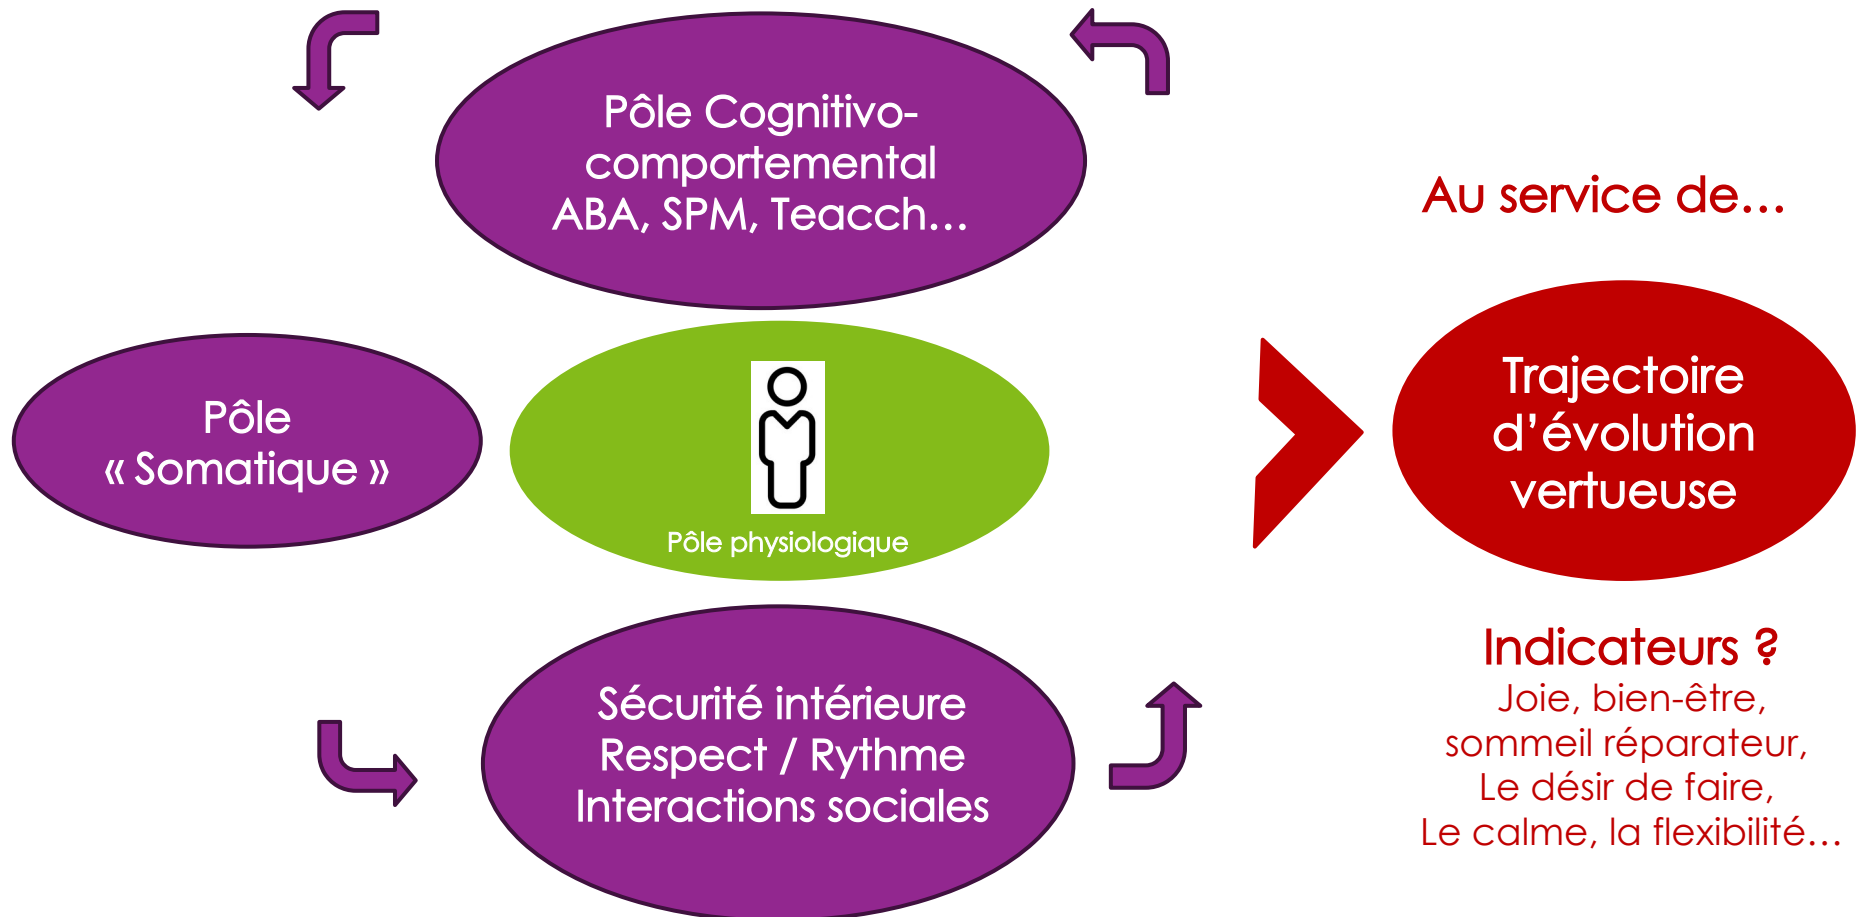 Pôle Cognitivo-
comportemental
ABA, SPM, Teacch…
Pôle
« Somatique »
Pôle physiologique
Sécurité intérieure
Respect / Rythme
Interactions sociales
Au service de…
Trajectoire
d’évolution
vertueuse
Indicateurs ?
Joie, bien-être,
sommeil réparateur,
Le désir de faire,
Le calme, la flexibilité…